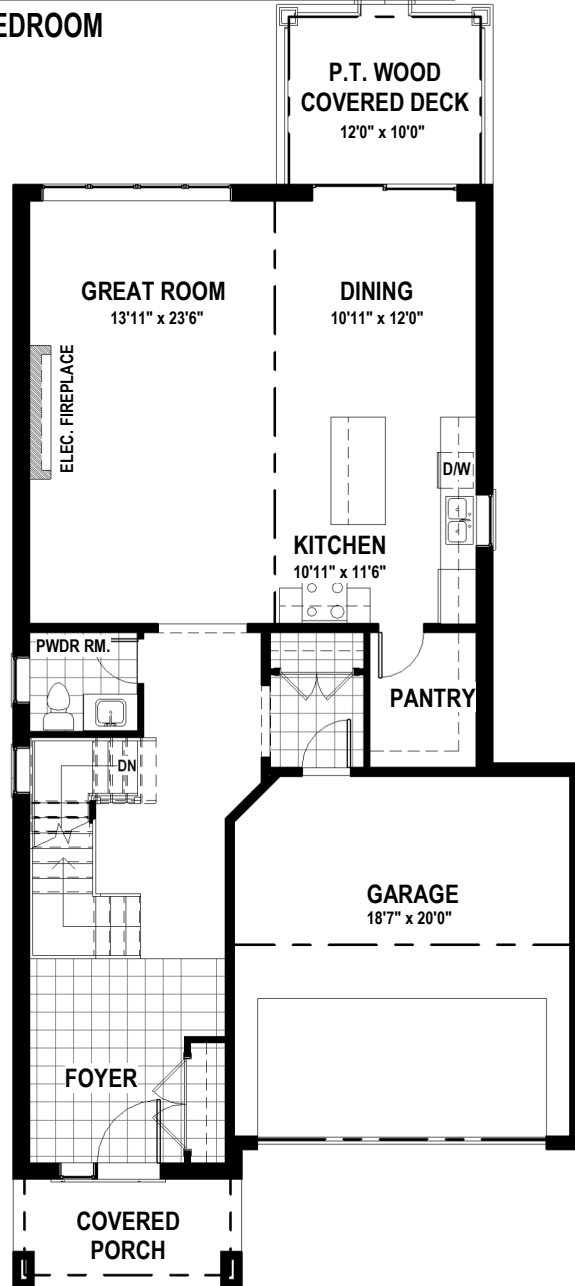 P.T. WOOD
COVERED DECK
12'0" x 10'0"
GREAT ROOM
13'11" x 23'6"
DINING
10'11" x 12'0"
ELEC. FIREPLACE
D/W
KITCHEN
10'11" x 11'6"
PWDR RM.
PANTRY
DN
GARAGE
18'7" x 20'0"
FOYER
COVERED
PORCH